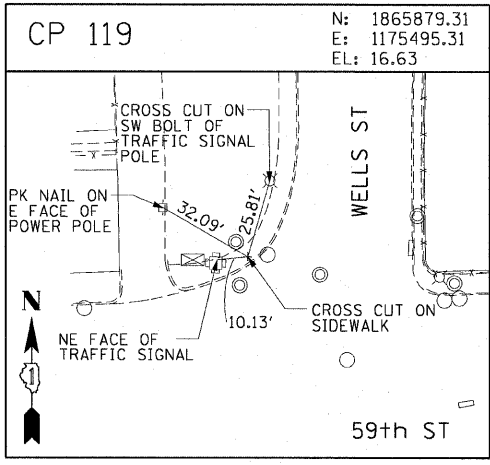 CP 119
N: 1865879.31
E: 1175495.31
EL: 16.63
CROSS CUT ON
SW BOLT OF
TRAFFIC SIGNAL
POLE
WELLS ST
PK NAIL ON
E FACE OF
POWER POLE
32.09'
25.81'
10.13'
N
1
NE FACE OF
TRAFFIC SIGNAL
CROSS CUT ON
SIDEWALK
59th ST